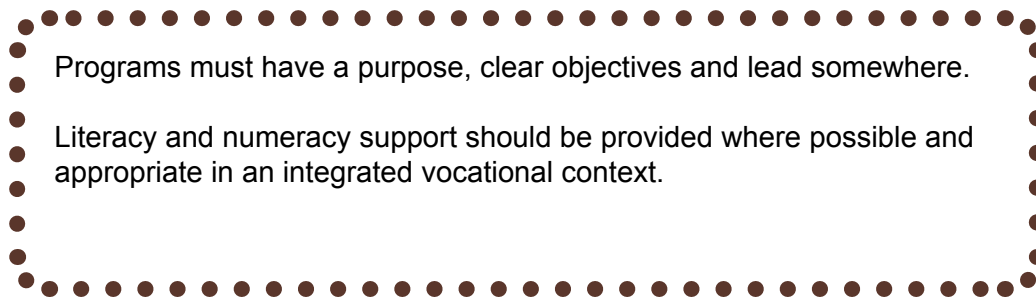 Programs must have a purpose, clear objectives and lead somewhere.
Literacy and numeracy support should be provided where possible and
appropriate in an integrated vocational context.